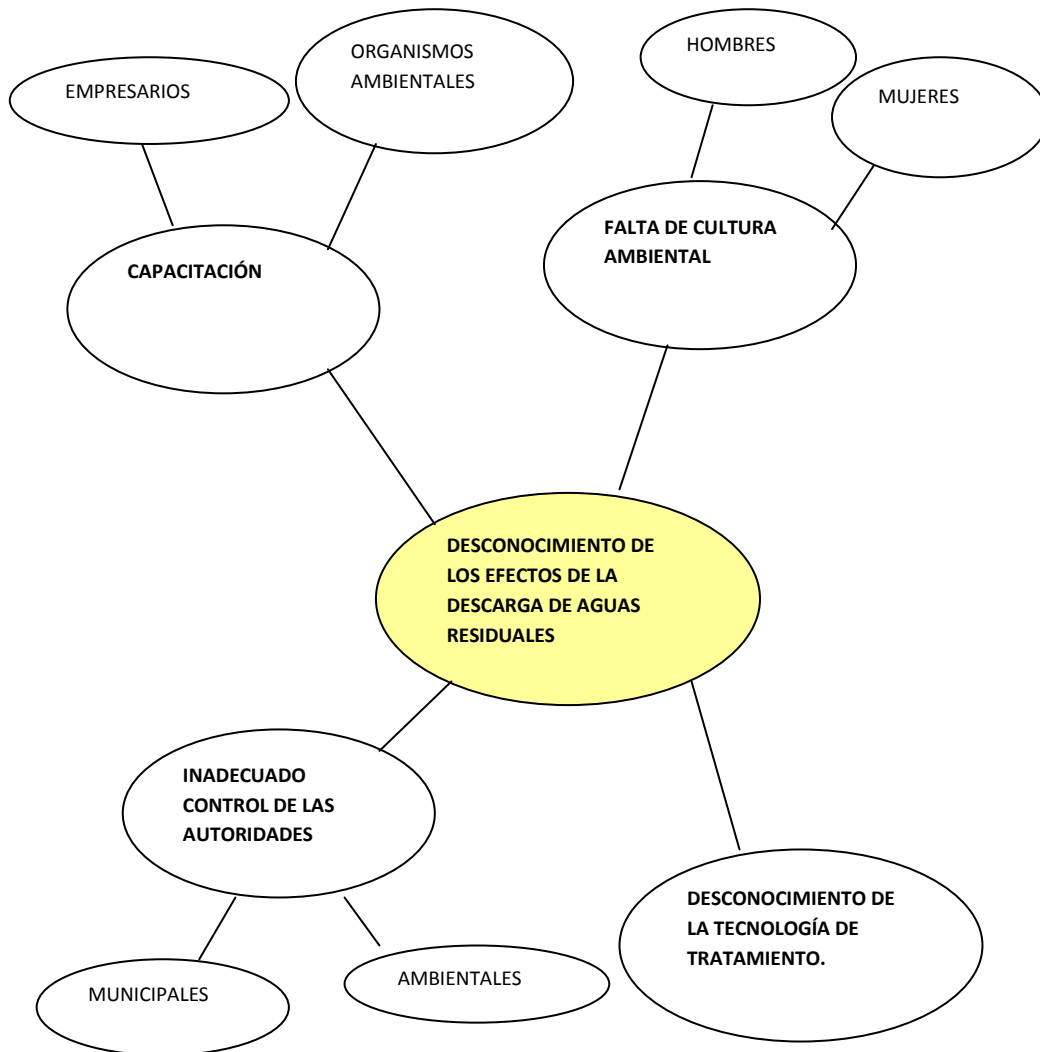 EMPRESARIOS
ORGANISMOS
AMBIENTALES
HOMBRES
MUJERES
CAPACITACIÓN
FALTA DE CULTURA
AMBIENTAL
DESCONOCIMIENTO DE
LOS EFECTOS DE LA
DESCARGA DE AGUAS
RESIDUALES
INADECUADO
CONTROL DE LAS
AUTORIDADES
DESCONOCIMIENTO DE
LA TECNOLOGÍA DE
TRATAMIENTO.
MUNICIPALES
AMBIENTALES